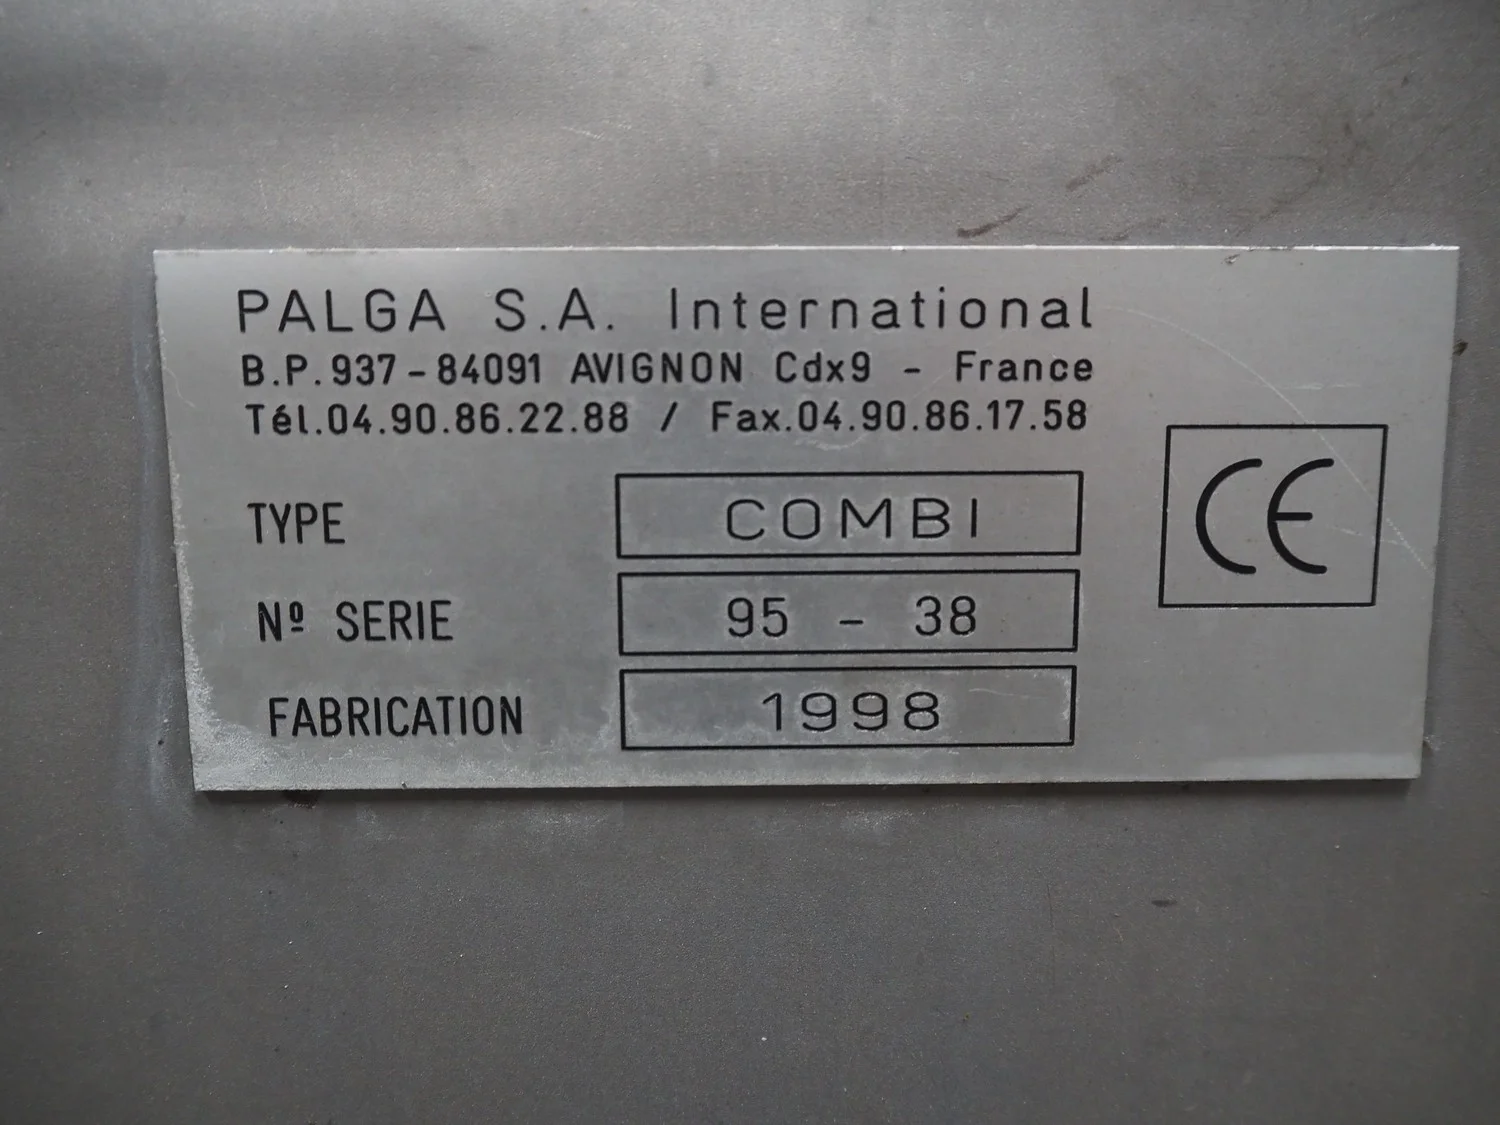 PALGA S.A. International
B.P.937-84091 AVIGNON Cdx9 - France
Tél.04.90.86.22.88 / Fax.04.90.86.17.58
TYPE COMBI
Nº SERIE 95 - 38
FABRICATION 1998
CE